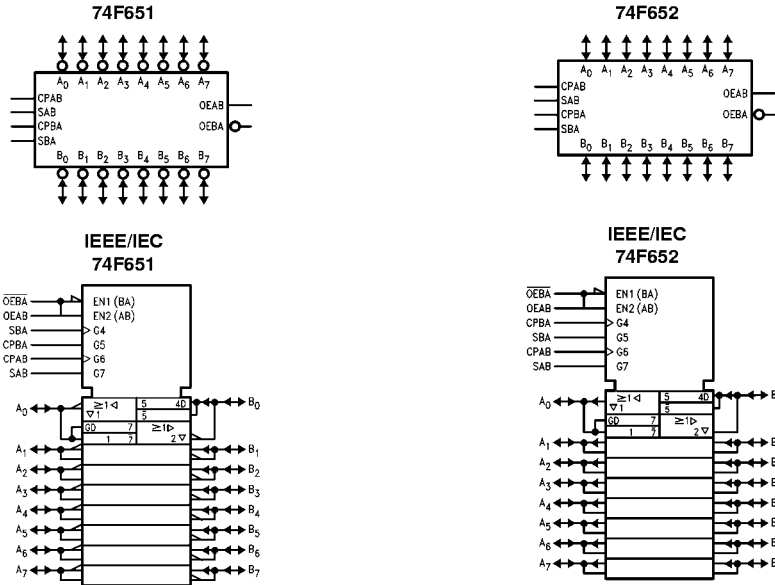 74F651
A0 A1 A2 A3 A4 A5 A6 A7
CPAB
SAB
CPBA
SBA
OEAB
OEBA
B0 B1 B2 B3 B4 B5 B6 B7
74F652
A0 A1 A2 A3 A4 A5 A6 A7
CPAB
SAB
CPBA
SBA
OEAB
OEBA
B0 B1 B2 B3 B4 B5 B6 B7
IEEE/IEC
74F651
OEBA EN1 (BA)
OEAB EN2 (AB)
SBA G4
CPBA G5
CPAB G6
SAB G7
A0 ≥1 ◁ 5 4D B0
▽1 5
GD 7 ≥1▷
1 7 2 ▽
A1 B1
A2 B2
A3 B3
A4 B4
A5 B5
A6 B6
A7 B7
IEEE/IEC
74F652
OEBA EN1 (BA)
OEAB EN2 (AB)
CPBA G4
SBA G5
CPAB G6
SAB G7
A0 ≥1 ◁ 5 4D B
▽1 5
GD 7 ≥1▷
1 7 2 ▽
A1 B
A2 B
A3 B
A4 B
A5 B
A6 B
A7 B